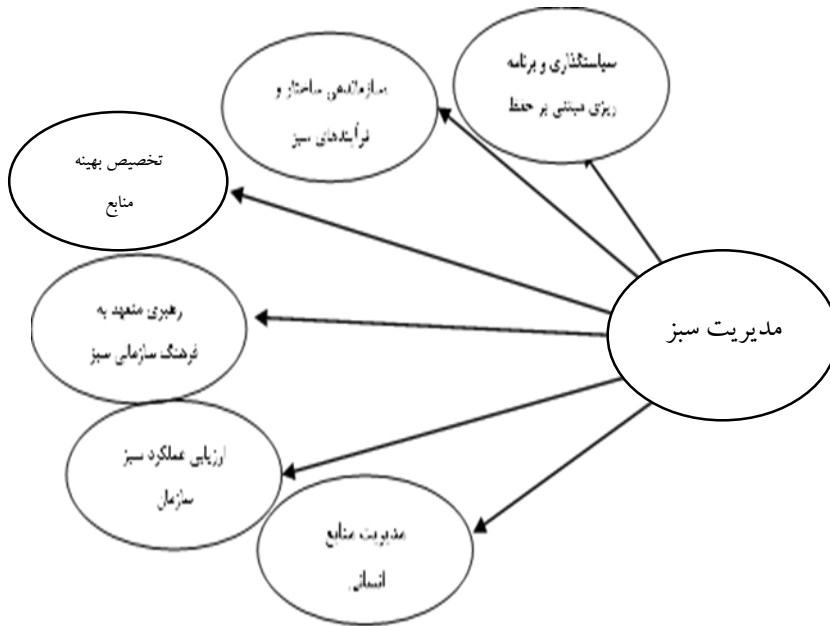 سیاستگذاری و برنامه
ریزی مبتنی بر حفظ
سازماندهی ساختار و
فرآیندهای سبز
تخصیص بهینه
منابع
رهبری متعهد به
فرهنگ سازمانی سبز
ارزیابی عملکرد سبز
سازمان
مدیریت منابع
انسانی
مدیریت سبز